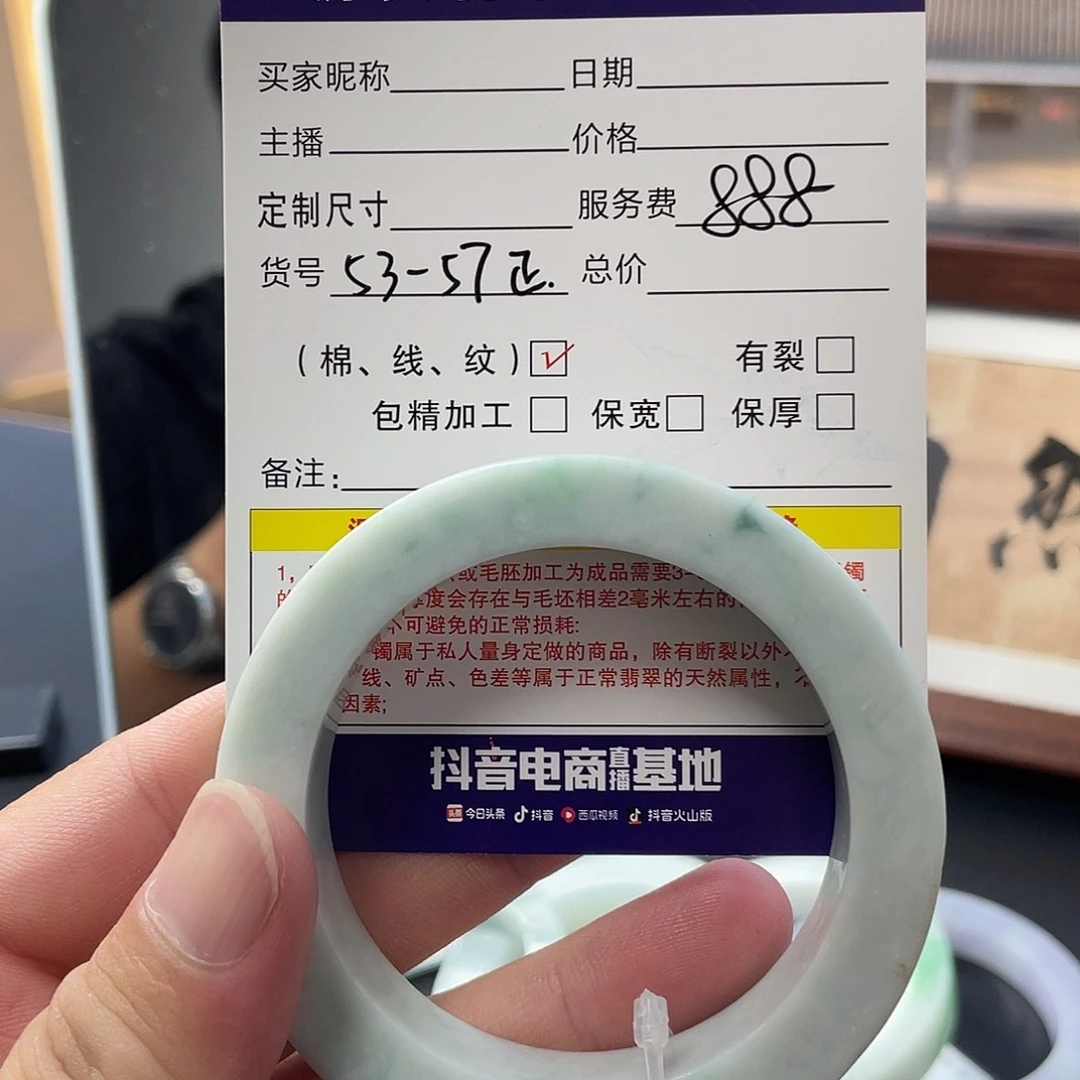 买家昵称 日期
主播 价格
定制尺寸 服务费 888
货号 53-57正. 总价
(棉、线、纹) ☑ 有裂 □
包精加工 □ 保宽 □ 保厚 □
备注:
1, 或毛胚加工为成品需要3- 镯
的 厚度会存在与毛坯相差2毫米左右的
不可避免的正常损耗:
镯属于私人量身定做的商品，除有断裂以外
线、矿点、色差等属于正常翡翠的天然属性，不
因素;
抖音电商直播基地
头条 今日头条 抖音 西瓜视频 抖音火山版